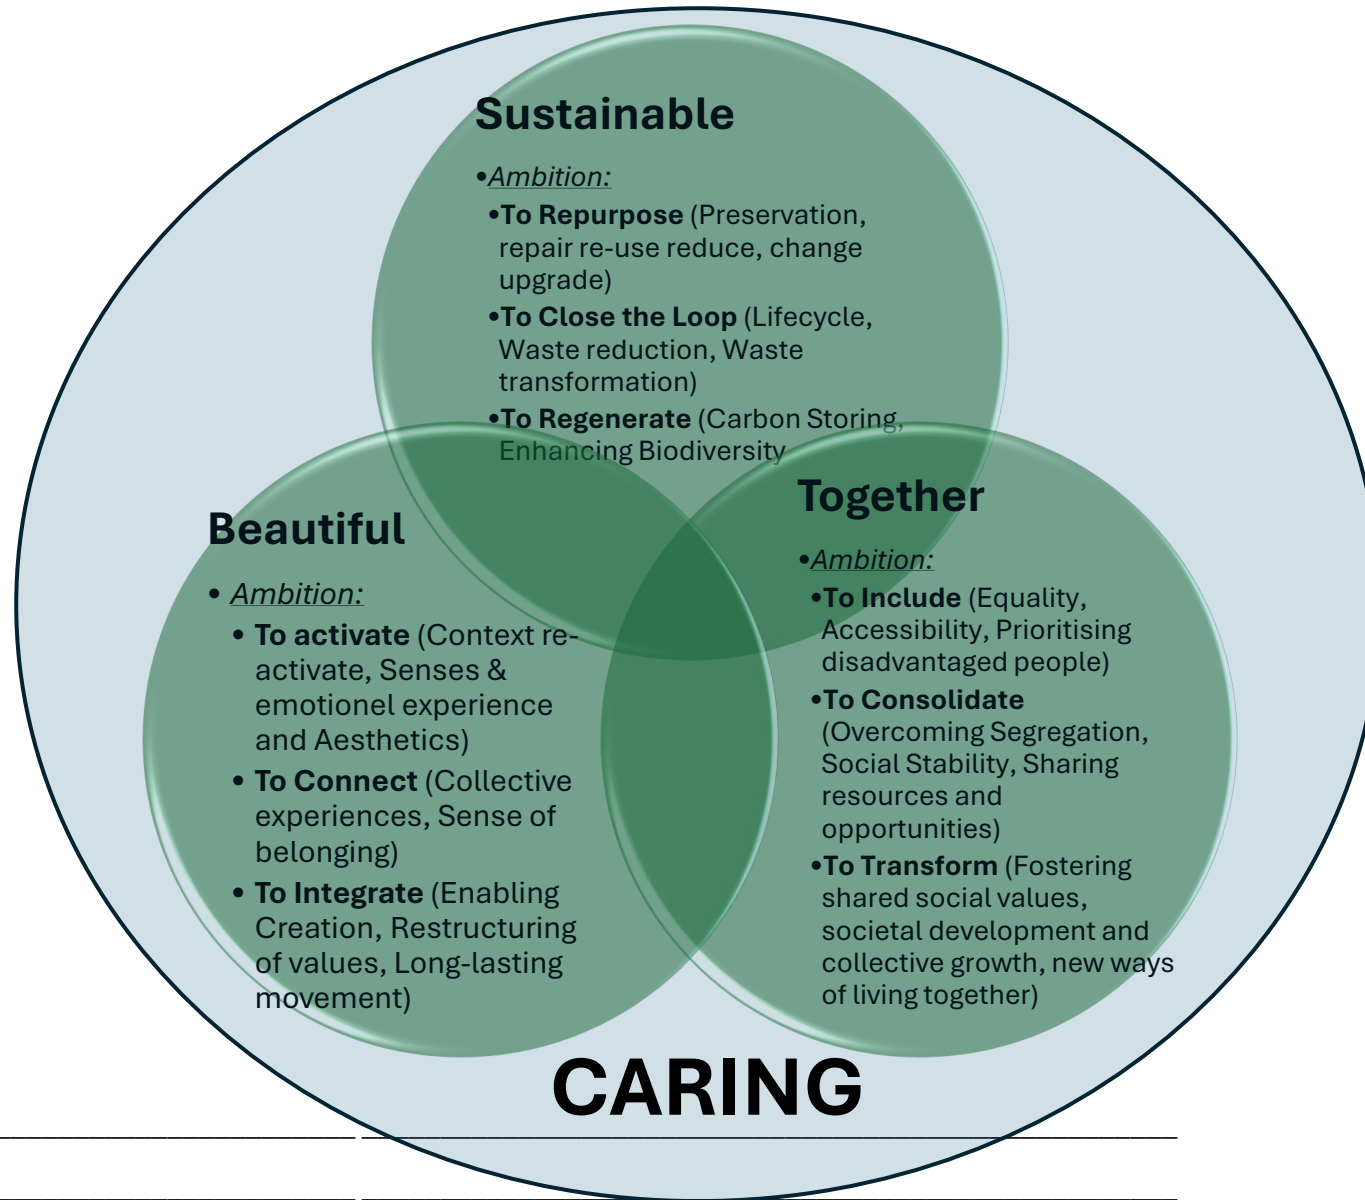 Sustainable
•Ambition:
•To Repurpose (Preservation,
repair re-use reduce, change
upgrade)
•To Close the Loop (Lifecycle,
Waste reduction, Waste
transformation)
•To Regenerate (Carbon Storing,
Enhancing Biodiversity
Beautiful
• Ambition:
• To activate (Context re-
activate, Senses &
emotionel experience
and Aesthetics)
• To Connect (Collective
experiences, Sense of
belonging)
• To Integrate (Enabling
Creation, Restructuring
of values, Long-lasting
movement)
Together
•Ambition:
•To Include (Equality,
Accessibility, Prioritising
disadvantaged people)
•To Consolidate
(Overcoming Segregation,
Social Stability, Sharing
resources and
opportunities)
•To Transform (Fostering
shared social values,
societal development and
collective growth, new ways
of living together)
CARING